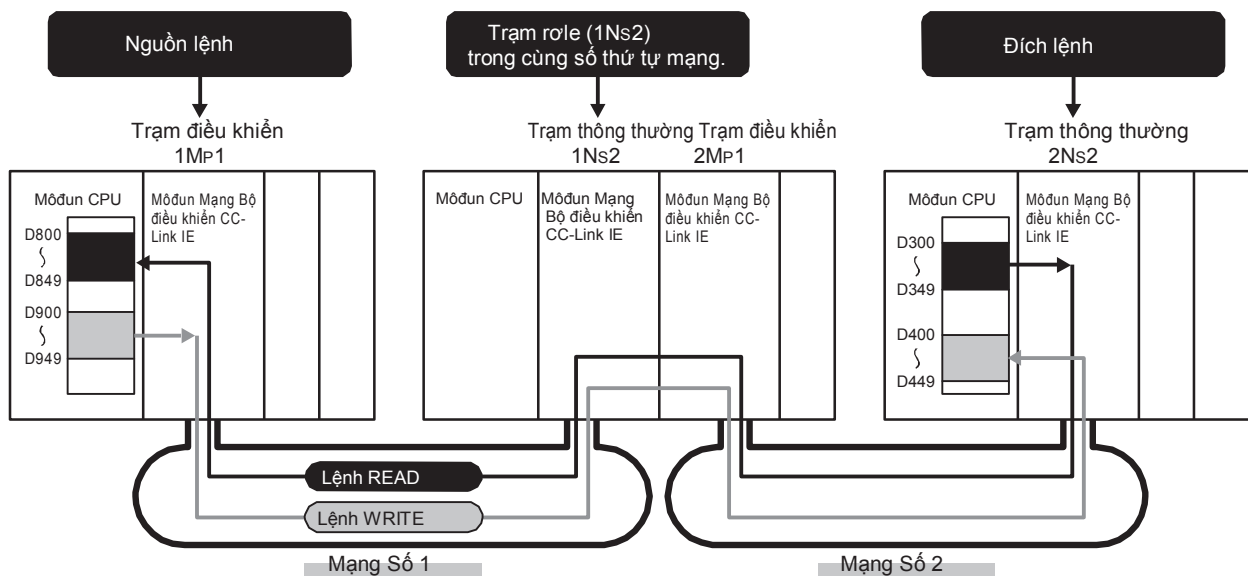 Nguồn lệnh
Trạm rơle (1Ns2)
trong cùng số thứ tự mạng.
Đích lệnh
Trạm điều khiển
1MP1
Trạm thông thường
1Ns2
Trạm điều khiển
2MP1
Trạm thông thường
2Ns2
Môđun CPU
Môđun Mạng Bộ
điều khiển CC-
Link IE
D800
D849
D900
D949
Môđun CPU
Môđun Mạng
Bộ điều khiển
CC-Link IE
Môđun Mạng Bộ
điều khiển CC-
Link IE
Môđun CPU
Môđun Mạng Bộ
điều khiển CC-
Link IE
D300
D349
D400
D449
Lệnh READ
Lệnh WRITE
Mạng Số 1
Mạng Số 2